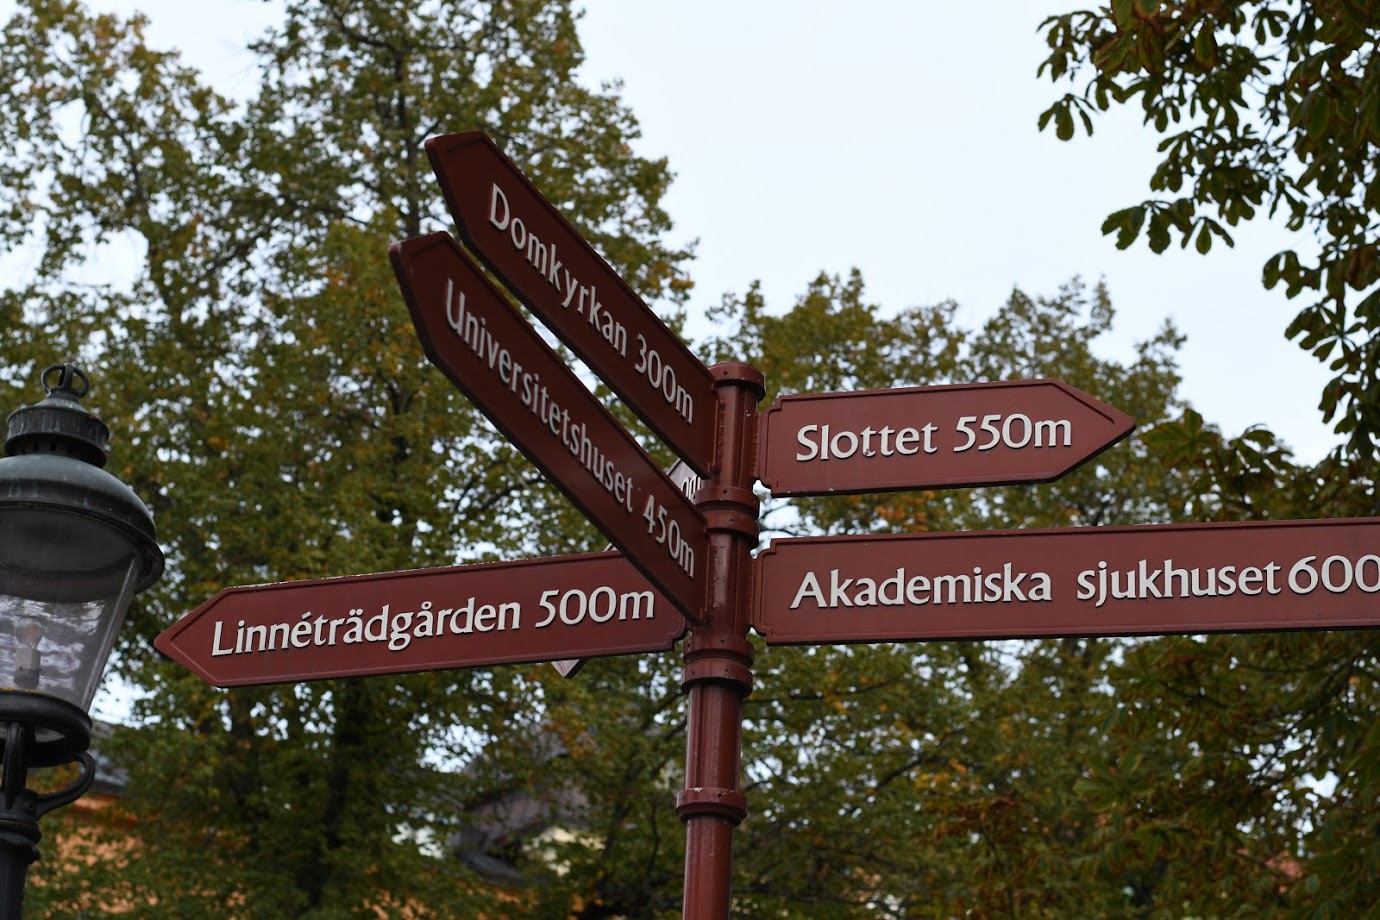 Domkyrkan 300m
Universitetshuset 450m
Slottet 550m
Linnéträdgården 500m
Akademiska sjukhuset 600